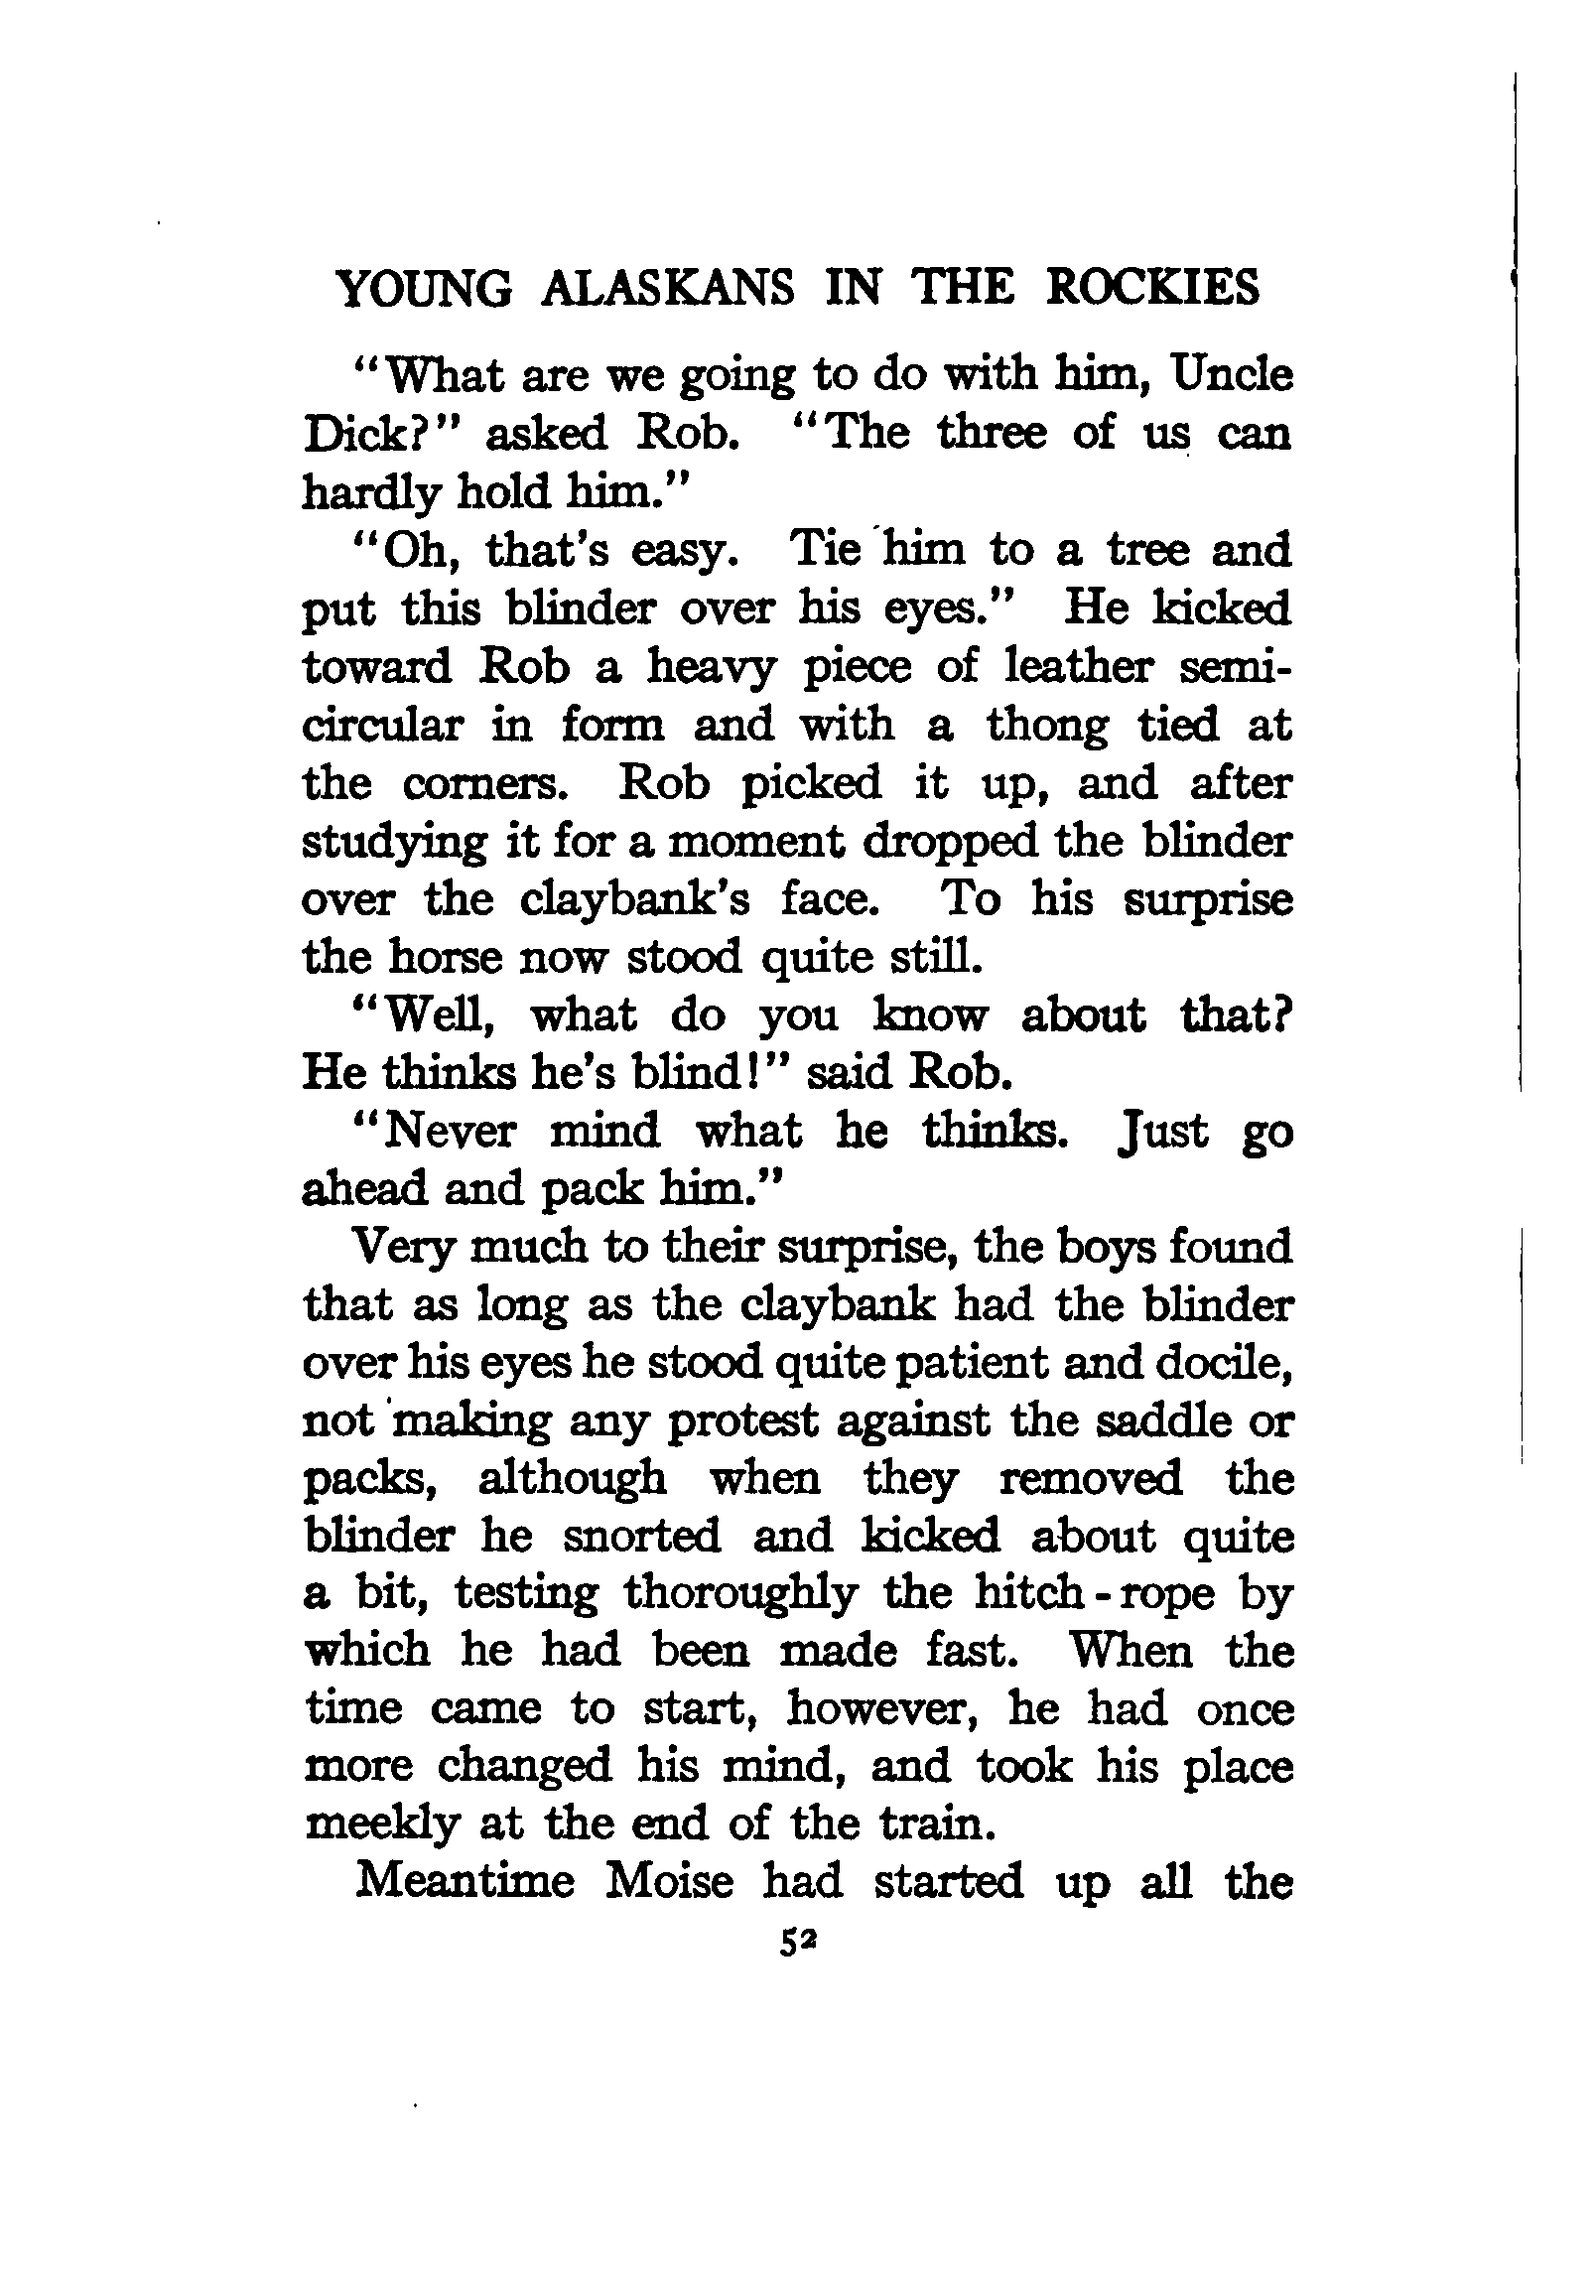 YOUNG ALASKANS IN THE ROCKIES
"What are we going to do with him, Uncle
Dick?" asked Rob. "The three of us can
hardly hold him."
"Oh, that's easy. Tie him to a tree and
put this blinder over his eyes." He kicked
toward Rob a heavy piece of leather semi-
circular in form and with a thong tied at
the corners. Rob picked it up, and after
studying it for a moment dropped the blinder
over the claybank's face. To his surprise
the horse now stood quite still.
"Well, what do you know about that?
He thinks he's blind!" said Rob.
"Never mind what he thinks. Just go
ahead and pack him."
Very much to their surprise, the boys found
that as long as the claybank had the blinder
over his eyes he stood quite patient and docile,
not making any protest against the saddle or
packs, although when they removed the
blinder he snorted and kicked about quite
a bit, testing thoroughly the hitch-rope by
which he had been made fast. When the
time came to start, however, he had once
more changed his mind, and took his place
meekly at the end of the train.
Meantime Moise had started up all the
52